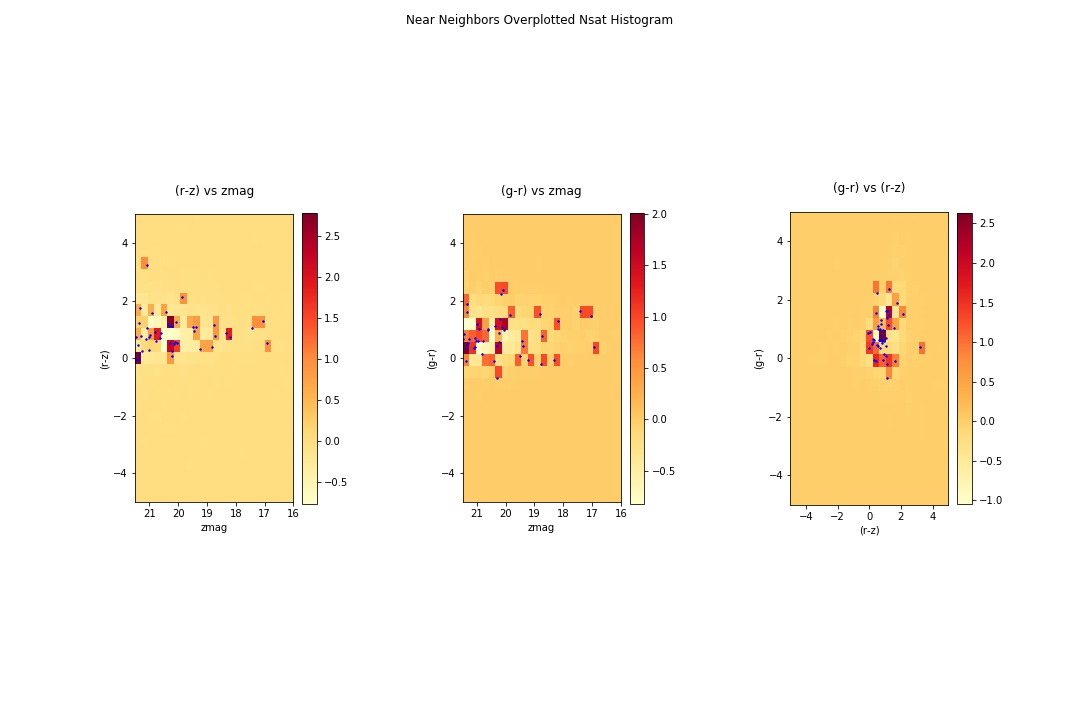 Near Neighbors Overplotted Nsat Histogram
(r-z) vs zmag
(g-r) vs zmag
(g-r) vs (r-z)
4
2
0
−2
−4
(r-z)
21 20 19 18 17 16
zmag
2.5
2.0
1.5
1.0
0.5
0.0
−0.5
4
2
0
−2
−4
(g-r)
21 20 19 18 17 16
zmag
2.0
1.5
1.0
0.5
0.0
−0.5
4
2
0
−2
−4
(g-r)
−4 −2 0 2 4
(r-z)
2.5
2.0
1.5
1.0
0.5
0.0
−0.5
−1.0